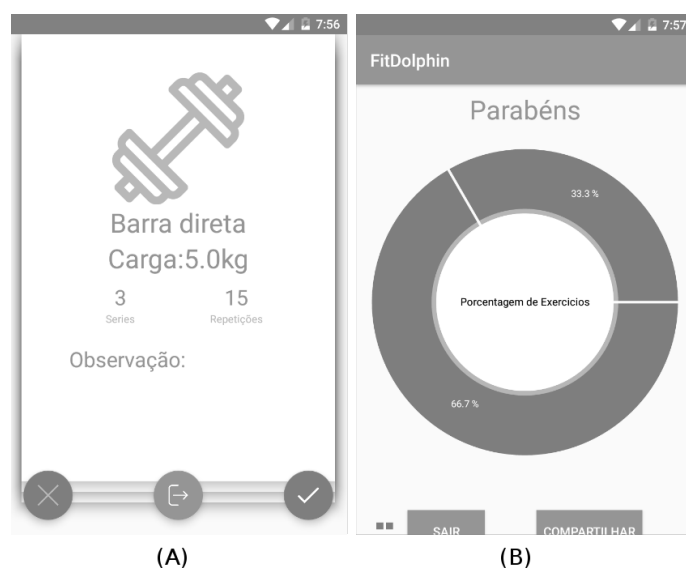 7:56
Barra direta
Carga:5.0kg
3 15
Series Repetições
Observação:
(A)
7:57
FitDolphin
Parabéns
33.3 %
Porcentagem de Exercicios
66.7 %
SAIR COMPARTILHAR
(B)